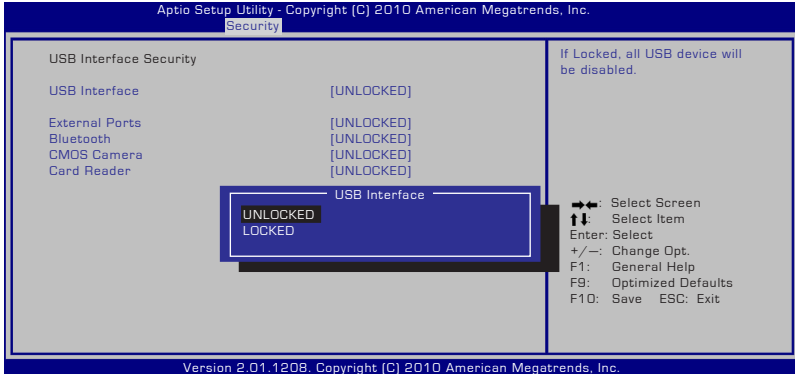 Aptio Setup Utility - Copyright (C) 2010 American Megatrends, Inc.
Security
USB Interface Security
USB Interface [UNLOCKED]
External Ports [UNLOCKED]
Bluetooth [UNLOCKED]
CMOS Camera [UNLOCKED]
Card Reader [UNLOCKED]
USB Interface
UNLOCKED
LOCKED
If Locked, all USB device will
be disabled.
→←: Select Screen
↑↓: Select Item
Enter: Select
+/—: Change Opt.
F1: General Help
F9: Optimized Defaults
F10: Save ESC: Exit
Version 2.01.1208. Copyright (C) 2010 American Megatrends, Inc.